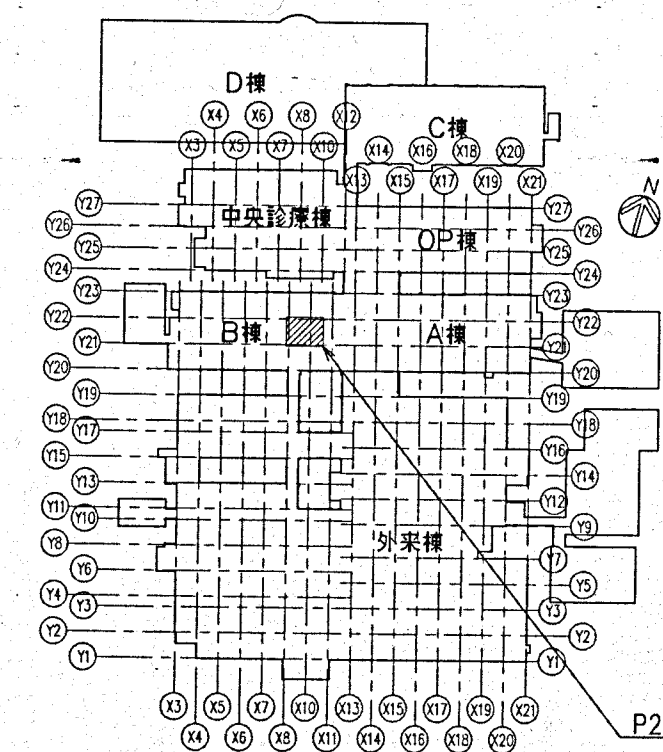 D棟
C棟
X3
X4
X5
X6
X7
X8
X10
X12
X13
X14
X15
X16
X17
X18
X19
X20
X21
N
Y27
Y26
Y25
Y24
Y23
Y22
Y21
Y20
Y19
Y18
Y17
Y15
Y13
Y11
Y10
Y8
Y6
Y4
Y3
Y2
Y1
中央診療棟
OP棟
B棟
A棟
外来棟
Y27
Y26
Y25
Y24
Y23
Y22
Y21
Y20
Y19
Y18
Y16
Y14
Y12
Y9
Y7
Y5
Y3
Y2
Y1
X3
X4
X5
X6
X7
X8
X10
X11
X13
X14
X15
X16
X17
X18
X19
X20
X21
P2